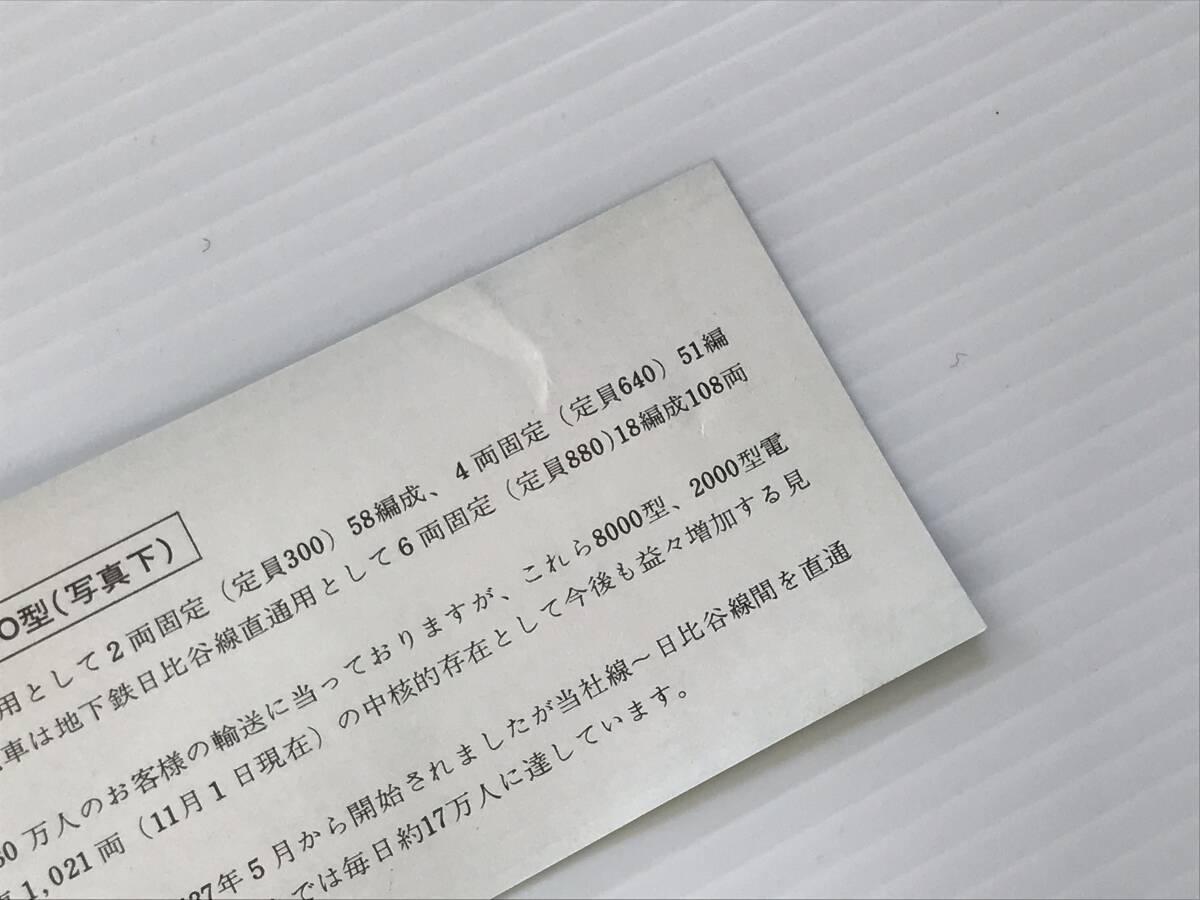 0型(写真下)
用として2両固定(定員300)58編成、4両固定(定員640)51編
車は地下鉄日比谷線直通用として6両固定(定員880)18編成108両
0万人のお客様の輸送に当っておりますが、これら8000型、2000型電
1,021両(11月1日現在)の中核的存在として今後も益々増加する見
37年5月から開始されましたが当社線〜日比谷線間を直通
では毎日約17万人に達しています。